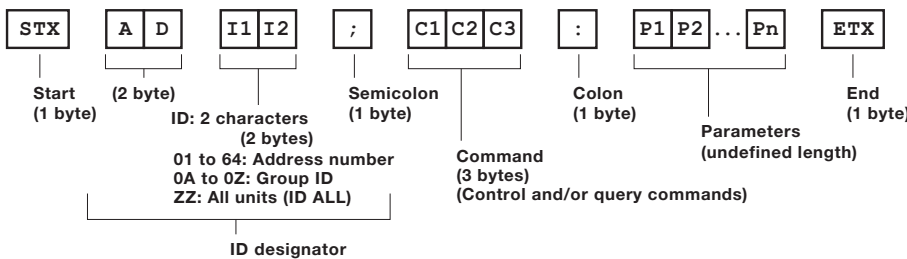 STX A D I1 I2 ; C1 C2 C3 : P1 P2 ... Pn ETX
Start
(1 byte)
(2 byte)
ID: 2 characters
(2 bytes)
01 to 64: Address number
0A to 0Z: Group ID
ZZ: All units (ID ALL)
ID designator
Semicolon
(1 byte)
Command
(3 bytes)
(Control and/or query commands)
Colon
(1 byte)
Parameters
(undefined length)
End
(1 byte)